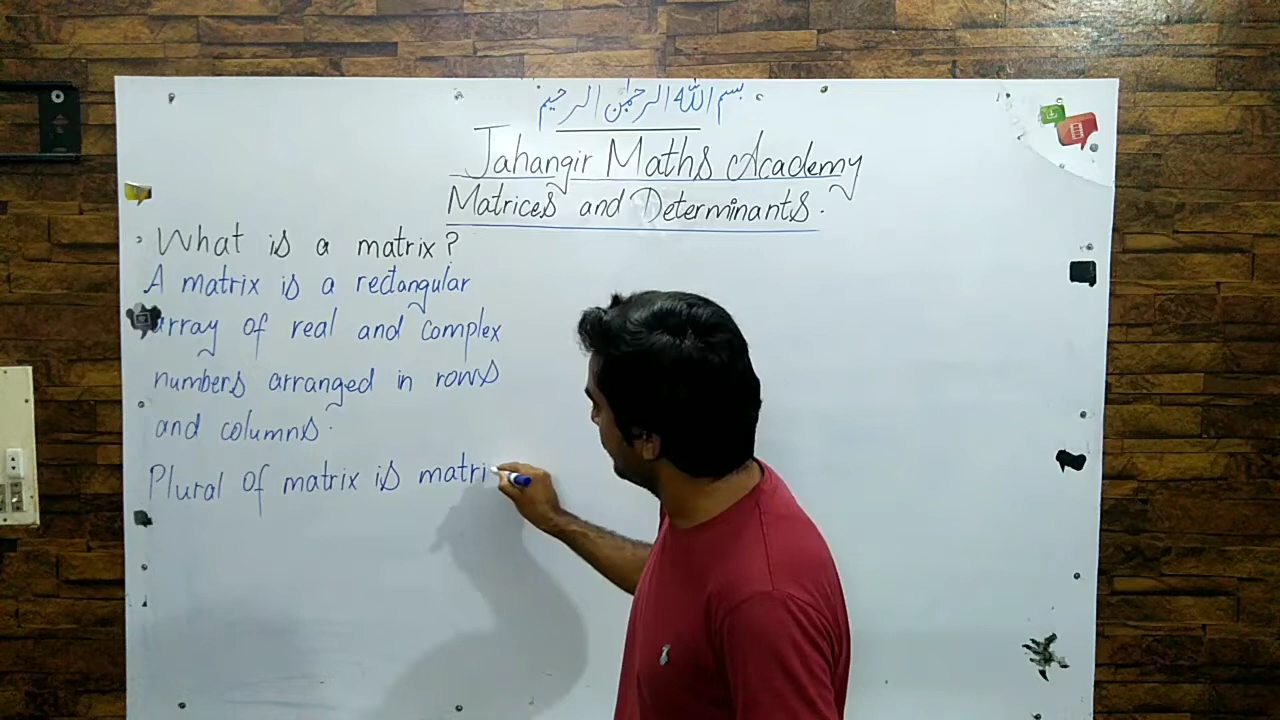 بسم الله الرحمٰن الرحیم
Jahangir Maths Academy
Matrices and Determinants.
What is a matrix?
A matrix is a rectangular
array of real and complex
numbers arranged in rows
and columns.
Plural of matrix is matri